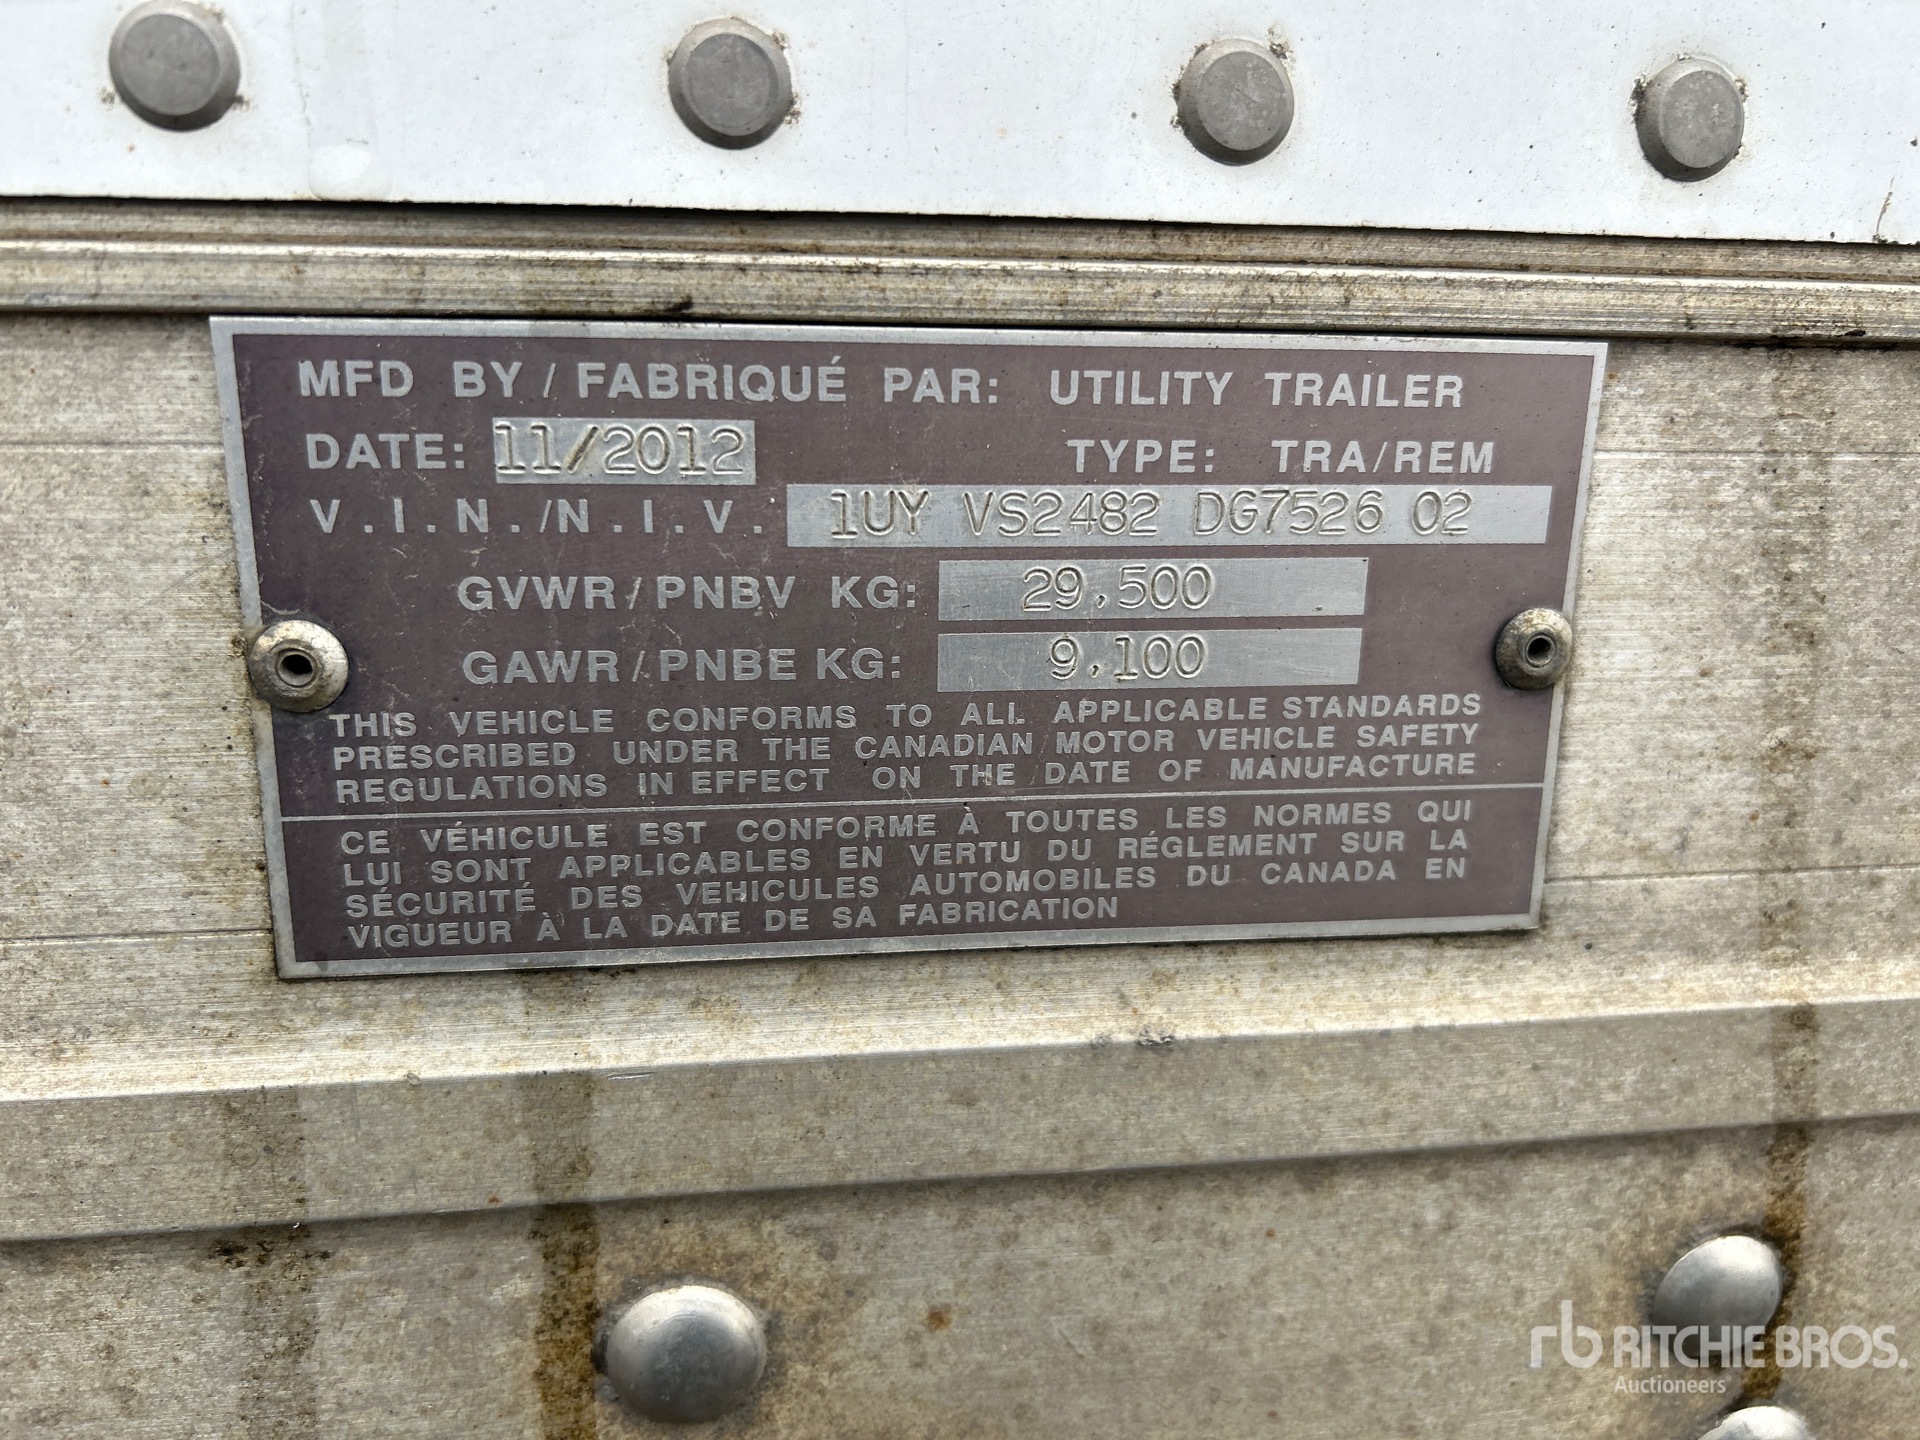 MFD BY / FABRIQUÉ PAR: UTILITY TRAILER
DATE: 11/2012 TYPE: TRA/REM
V.I.N./N.I.V. 1UY VS2482 DG7526 02
GVWR/PNBV KG: 29,500
GAWR/PNBE KG: 9,100
THIS VEHICLE CONFORMS TO ALL APPLICABLE STANDARDS
PRESCRIBED UNDER THE CANADIAN MOTOR VEHICLE SAFETY
REGULATIONS IN EFFECT ON THE DATE OF MANUFACTURE
CE VÉHICULE EST CONFORME À TOUTES LES NORMES QUI
LUI SONT APPLICABLES EN VERTU DU RÉGLEMENT SUR LA
SÉCURITÉ DES VEHICULES AUTOMOBILES DU CANADA EN
VIGUEUR À LA DATE DE SA FABRICATION
rb RITCHIE BROS.
Auctioneers